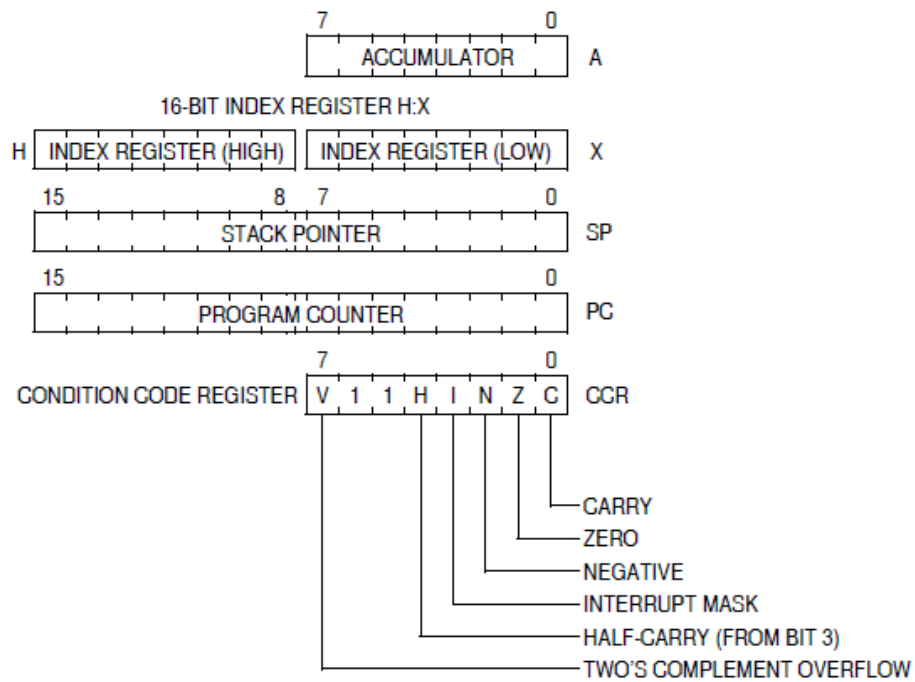 7 0
ACCUMULATOR A
16-BIT INDEX REGISTER H:X
H INDEX REGISTER (HIGH) INDEX REGISTER (LOW) X
15 8 7 0
STACK POINTER SP
15 0
PROGRAM COUNTER PC
7 0
CONDITION CODE REGISTER V 1 1 H I N Z C CCR
CARRY
ZERO
NEGATIVE
INTERRUPT MASK
HALF-CARRY (FROM BIT 3)
TWO'S COMPLEMENT OVERFLOW